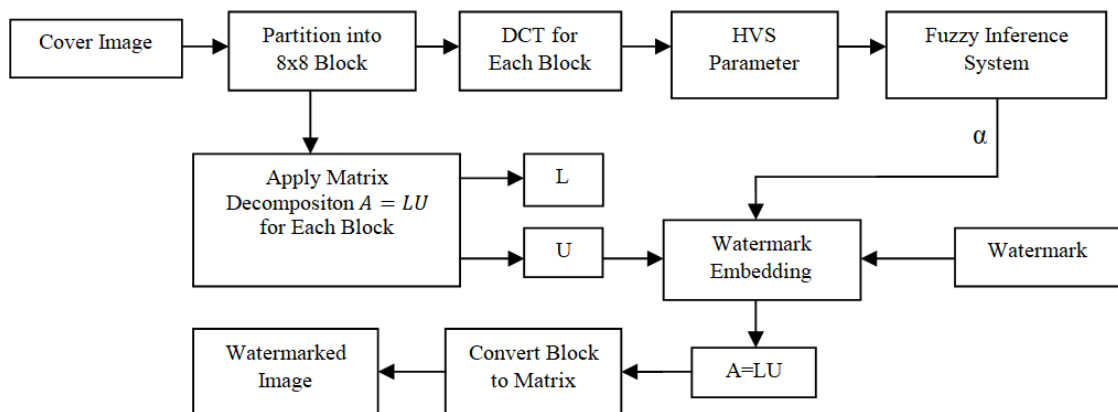 Cover Image
Partition into
8x8 Block
DCT for
Each Block
HVS
Parameter
Fuzzy Inference
System
α
Apply Matrix
Decompositon A = LU
for Each Block
L
U
Watermark
Embedding
Watermark
Watermarked
Image
Convert Block
to Matrix
A=LU